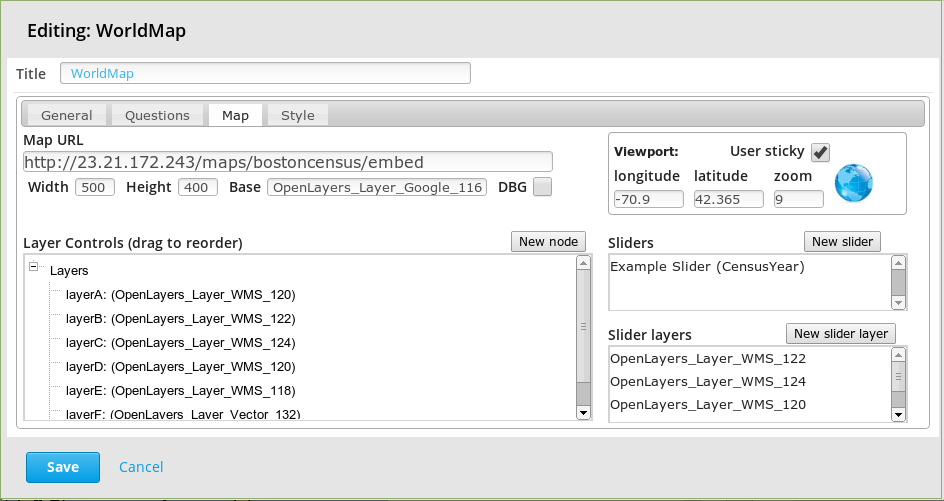 Editing: WorldMap
Title WorldMap
General Questions Map Style
Map URL
http://23.21.172.243/maps/bostoncensus/embed
Width 500 Height 400 Base OpenLayers_Layer_Google_116 DBG
Viewport: User sticky
longitude latitude zoom
-70.9 42.365 9
Layer Controls (drag to reorder) New node
Layers
layerA: (OpenLayers_Layer_WMS_120)
layerB: (OpenLayers_Layer_WMS_122)
layerC: (OpenLayers_Layer_WMS_124)
layerD: (OpenLayers_Layer_WMS_120)
layerE: (OpenLayers_Layer_WMS_118)
layerF: (OpenLayers_Layer_Vector_132)
Sliders New slider
Example Slider (CensusYear)
Slider layers New slider layer
OpenLayers_Layer_WMS_122
OpenLayers_Layer_WMS_124
OpenLayers_Layer_WMS_120
Save Cancel